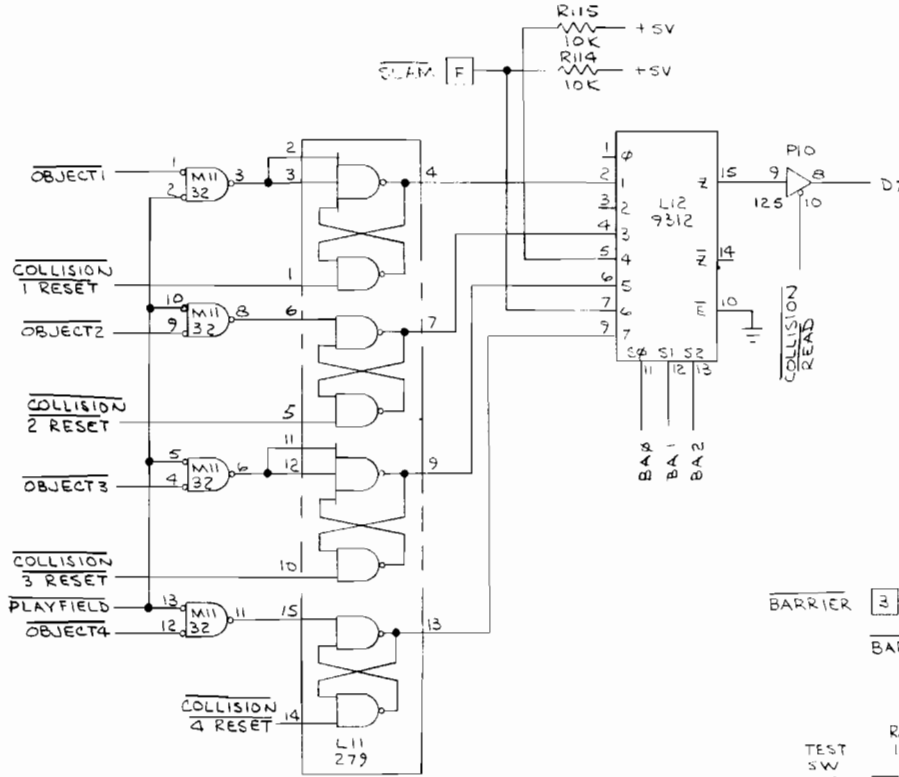 R115
10K
+5V
R114
10K
+5V
SLAM
F
OBJECT1
1
2
M11
32
3
2
3
4
COLLISION
1 RESET
1
10
9
M11
32
8
OBJECT2
6
7
COLLISION
2 RESET
5
5
4
M11
32
6
OBJECT3
11
12
9
COLLISION
3 RESET
10
PLAYFIELD
13
OBJECT4
12
M11
32
11
15
13
COLLISION
4 RESET
14
L11
279
1
2
3
4
5
6
7
9
0
1
2
3
4
5
6
7
L12
9312
Z
15
Z
14
E
10
S0
S1
S2
11
12
13
BA0
BA1
BA2
P10
9
8
125
10
D7
COLLISION
READ
BARRIER
3
TEST
SW